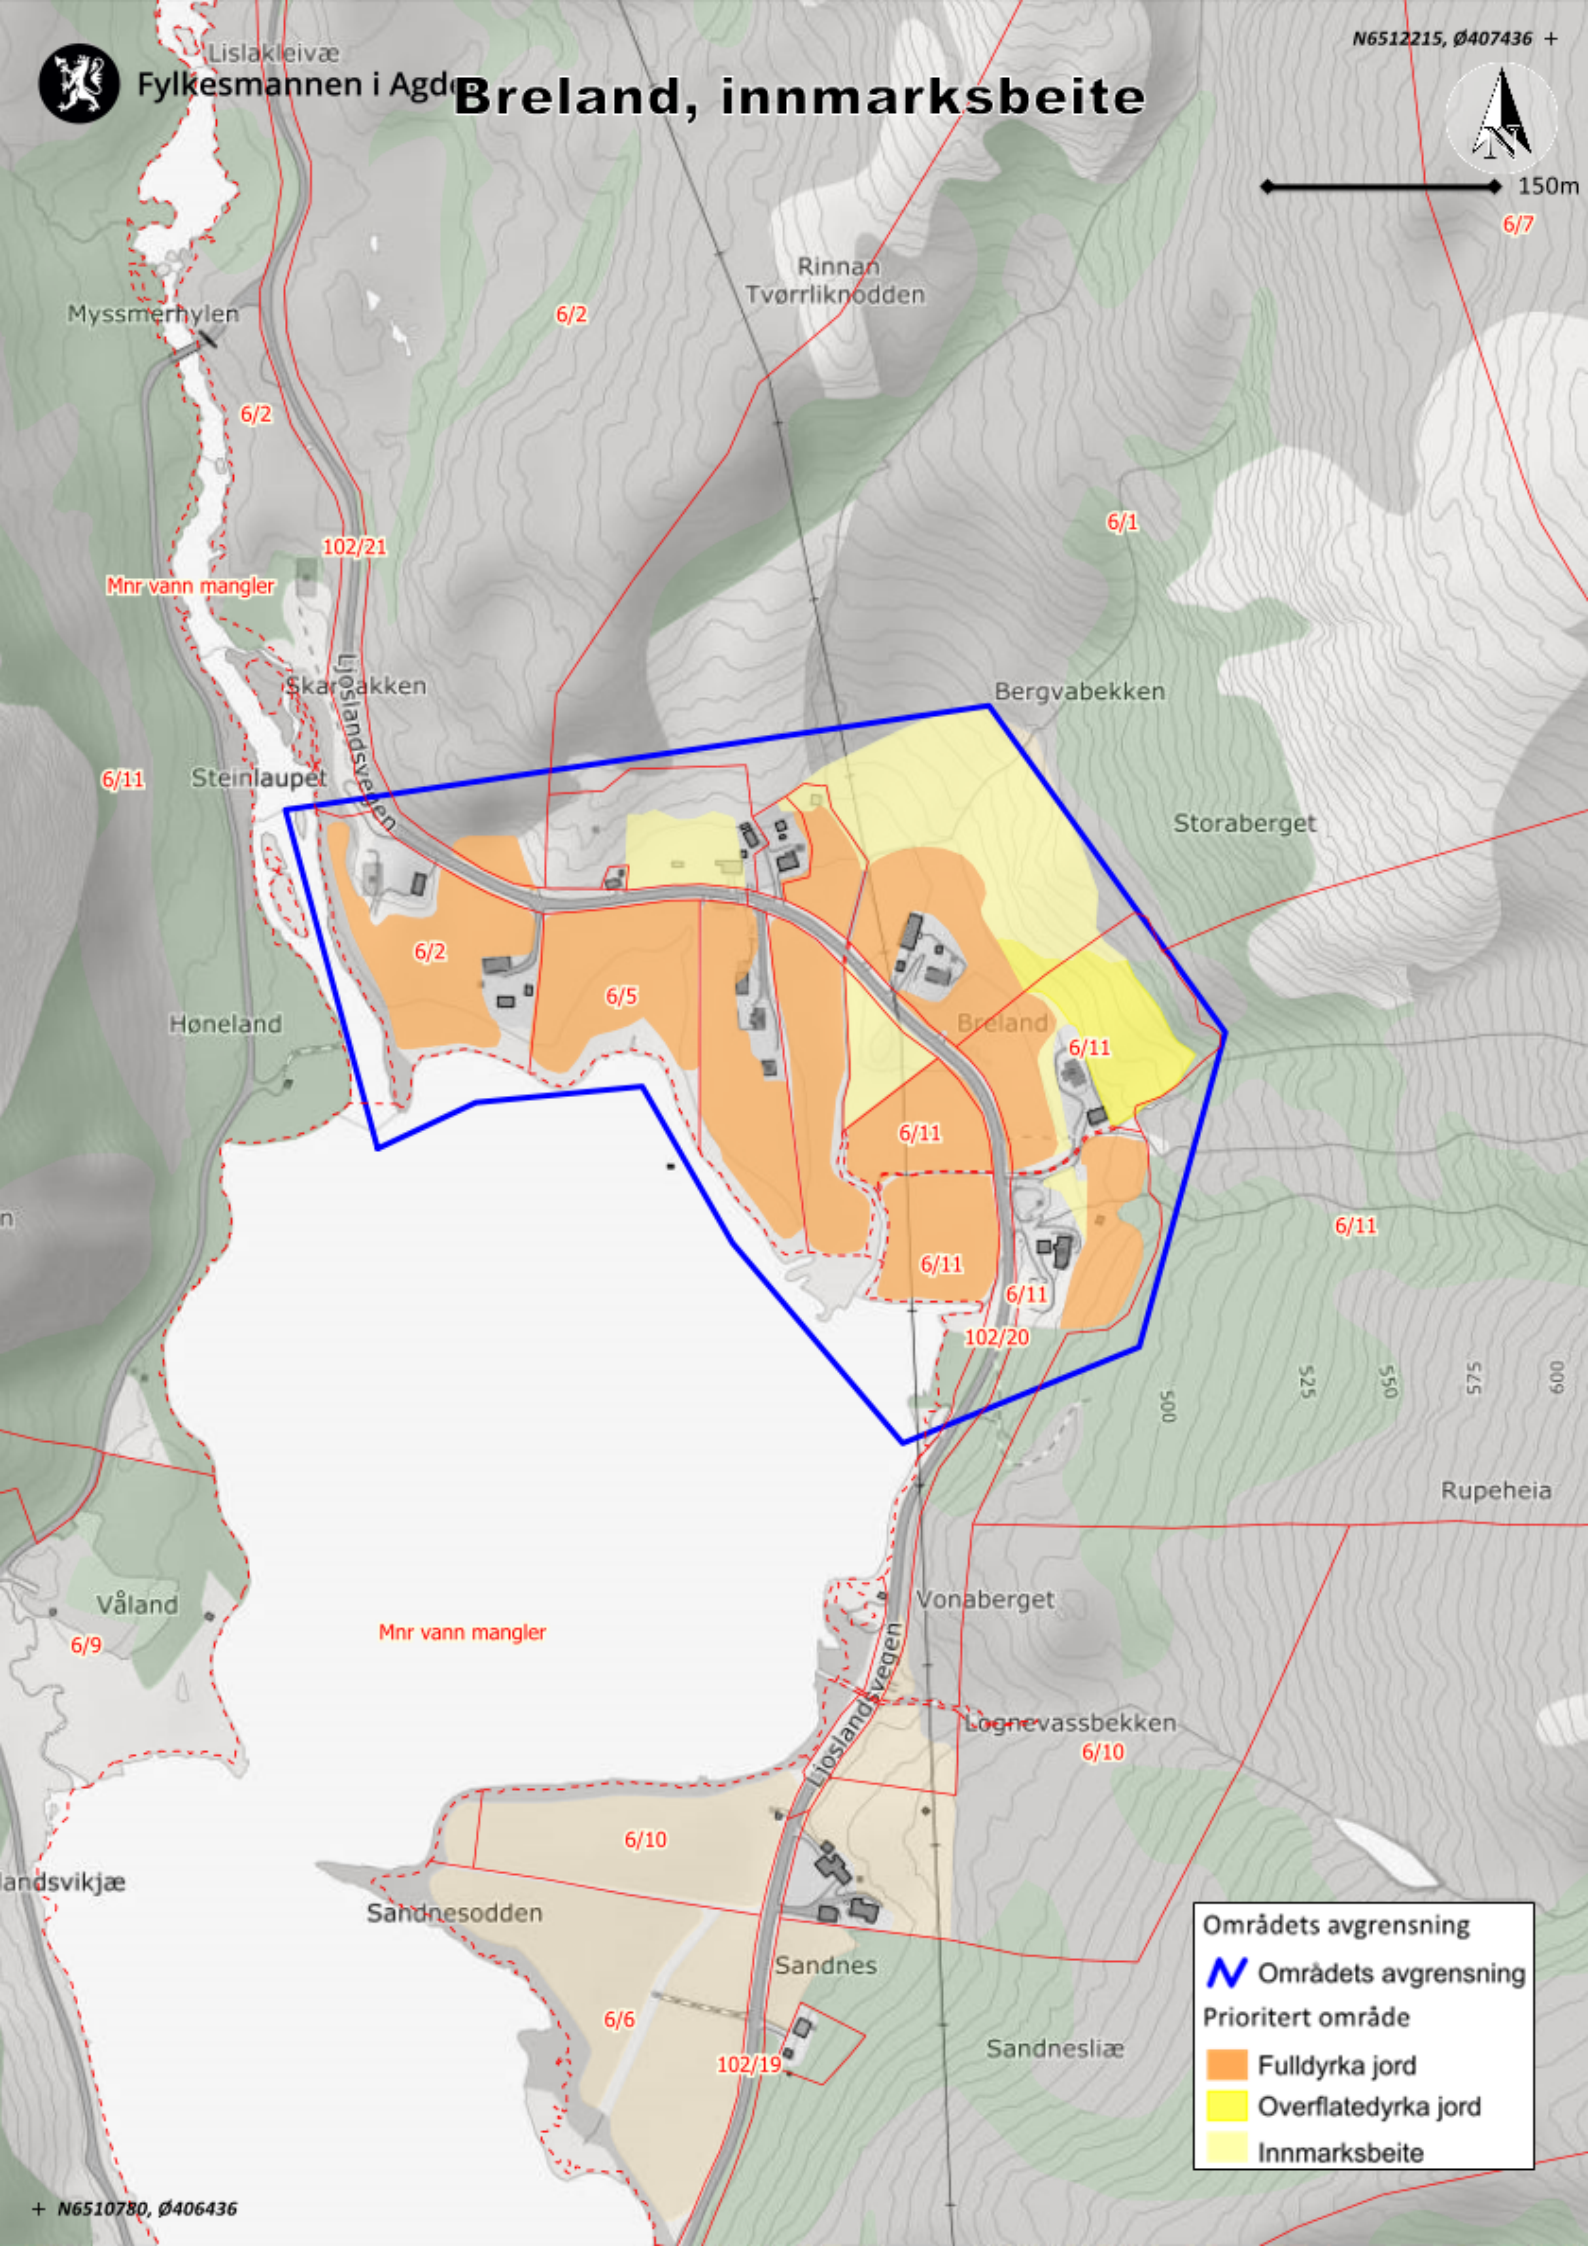 Lislakleivæ
N6512215, Ø407436
Fylkesmannen i Agde
Breland, innmarksbeite
N
150m
6/7
Rinnan
Tvørrliknodden
Myssmerhylen
6/2
6/2
6/1
102/21
Mnr vann mangler
Skarbakken
Ljoslandsvegen
Bergvabekken
6/11
Steinlaupet
Storaberget
6/2
6/5
Høneland
Breland
6/11
6/11
n
6/11
6/11
6/11
102/20
500
525
550
575
600
Rupeheia
Våland
Vonaberget
6/9
Mnr vann mangler
Ljoslandsvegen
Lognevassbekken
6/10
6/10
landsvikjæ
Sandnesodden
Sandnes
6/6
102/19
Sandnesliæ
Områdets avgrensning
Områdets avgrensning
Prioritert område
Fulldyrka jord
Overflatedyrka jord
Innmarksbeite
N6510780, Ø406436